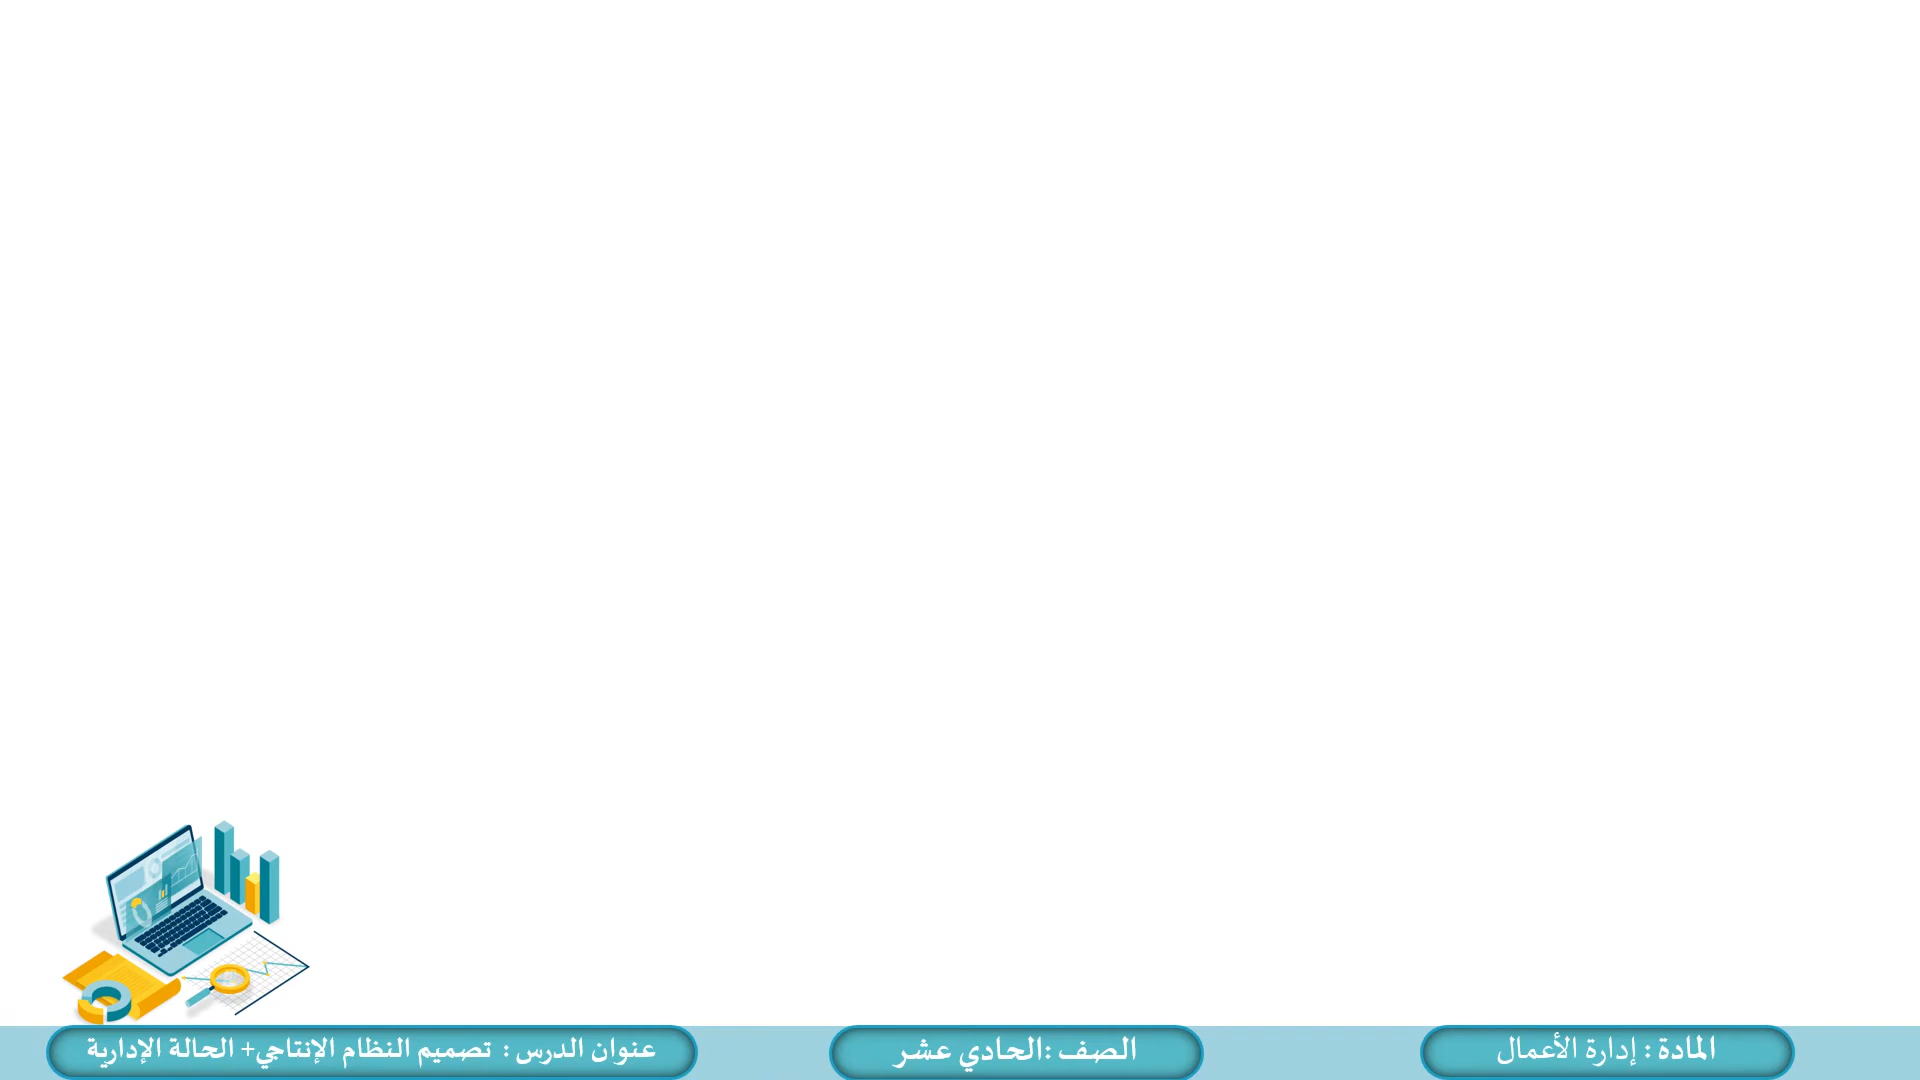 المادة : إدارة الأعمال
الصف :الحادي عشر
عنوان الدرس : تصميم النظام الإنتاجي+ الحالة الإدارية